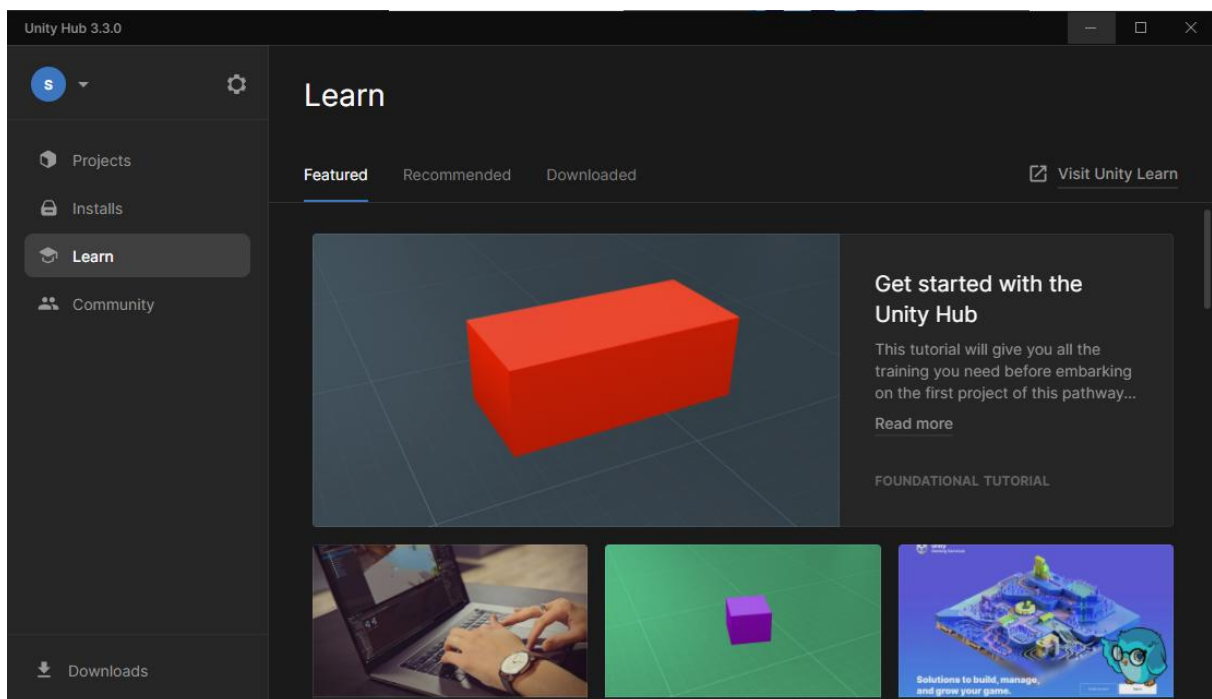 Unity Hub 3.3.0
S
Learn
Projects
Installs
Learn
Community
Downloads
Featured Recommended Downloaded
Visit Unity Learn
Get started with the
Unity Hub
This tutorial will give you all the
training you need before embarking
on the first project of this pathway...
Read more
FOUNDATIONAL TUTORIAL
Solutions to build, manage,
and grow your game.